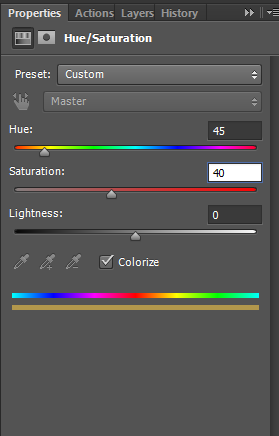 Properties Actions Layers History
Hue/Saturation
Preset: Custom
Master
Hue: 45
Saturation: 40
Lightness: 0
Colorize